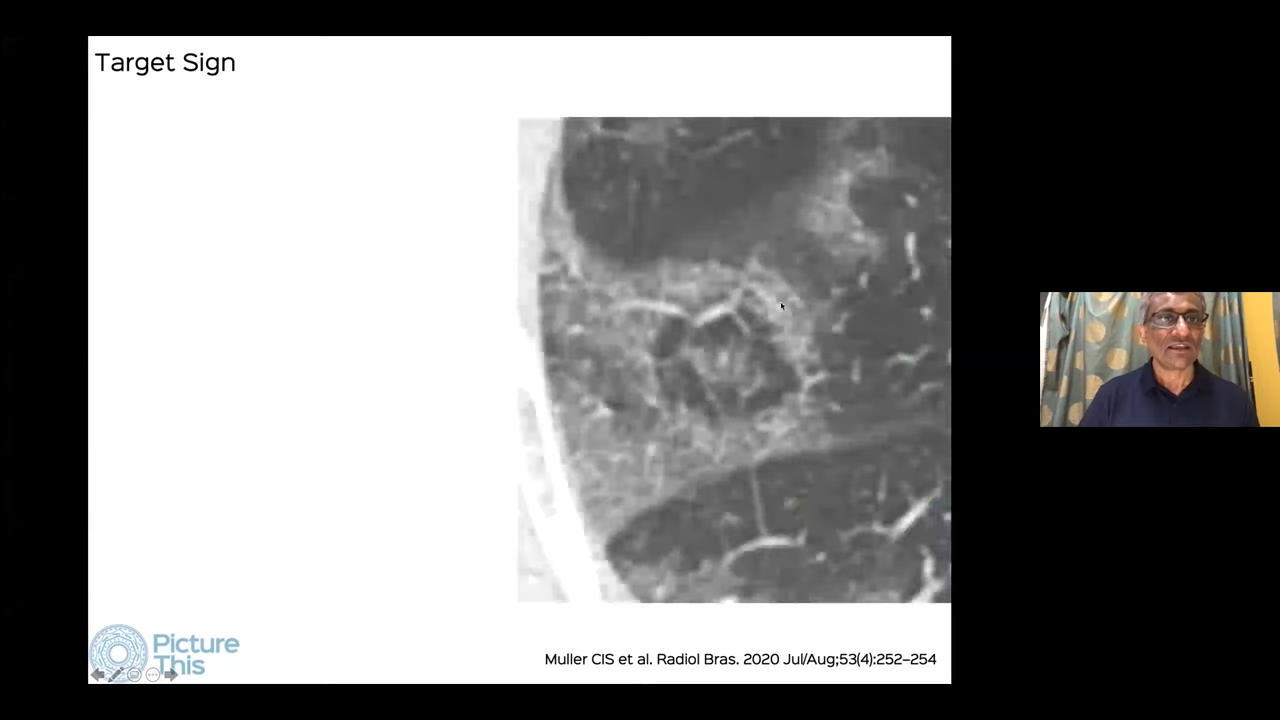 Target Sign
Picture
This
Muller CIS et al. Radiol Bras. 2020 Jul/Aug;53(4):252–254